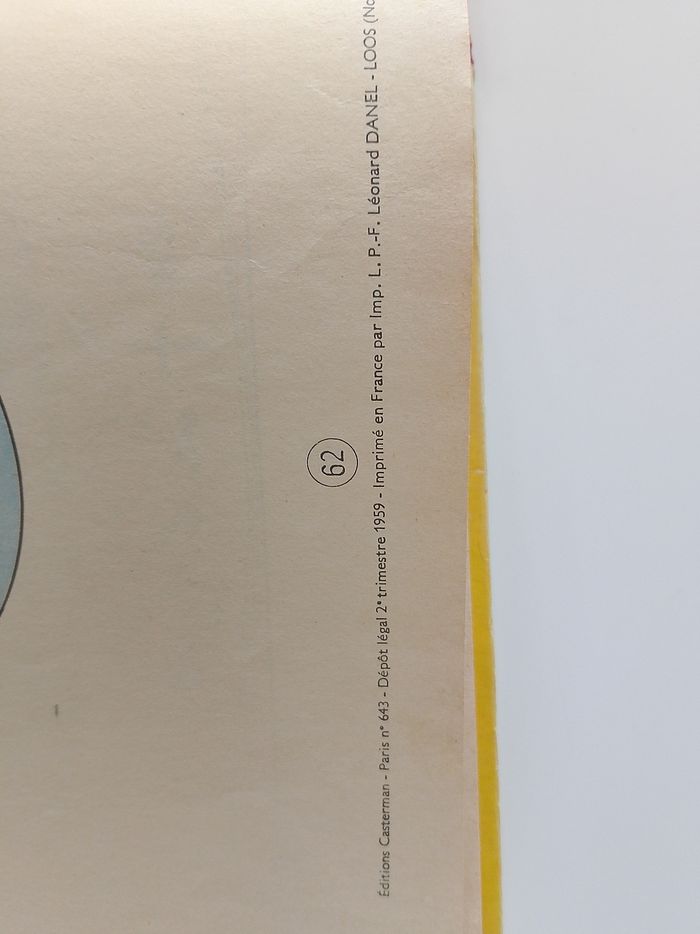 62
Éditions Casterman - Paris n° 643 - Dépôt légal 2e trimestre 1959 - Imprimé en France par Imp. L. P.-F. Léonard DANEL - LOOS